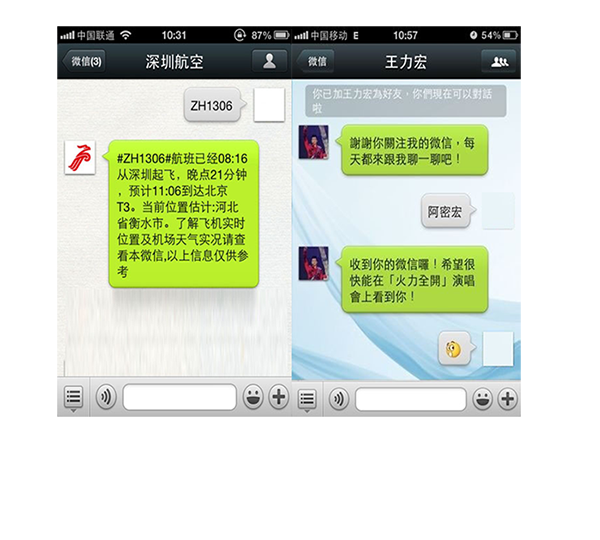 中国联通
10:31
87%
微信(3)
深圳航空
ZH1306
#ZH1306#航班已经08:16
从深圳起飞，晚点21分钟
，预计11:06到达北京
T3。当前位置估计:河北
省衡水市。了解飞机实时
位置及机场天气实况请查
看本微信,以上信息仅供参
考
中国移动 E
10:57
54%
微信
王力宏
你已加王力宏為好友，你們現在可以對話
啦
謝謝你關注我的微信，每
天都來跟我聊一聊吧！
阿密宏
收到你的微信囉！希望很
快能在「火力全開」演唱
會上看到你！